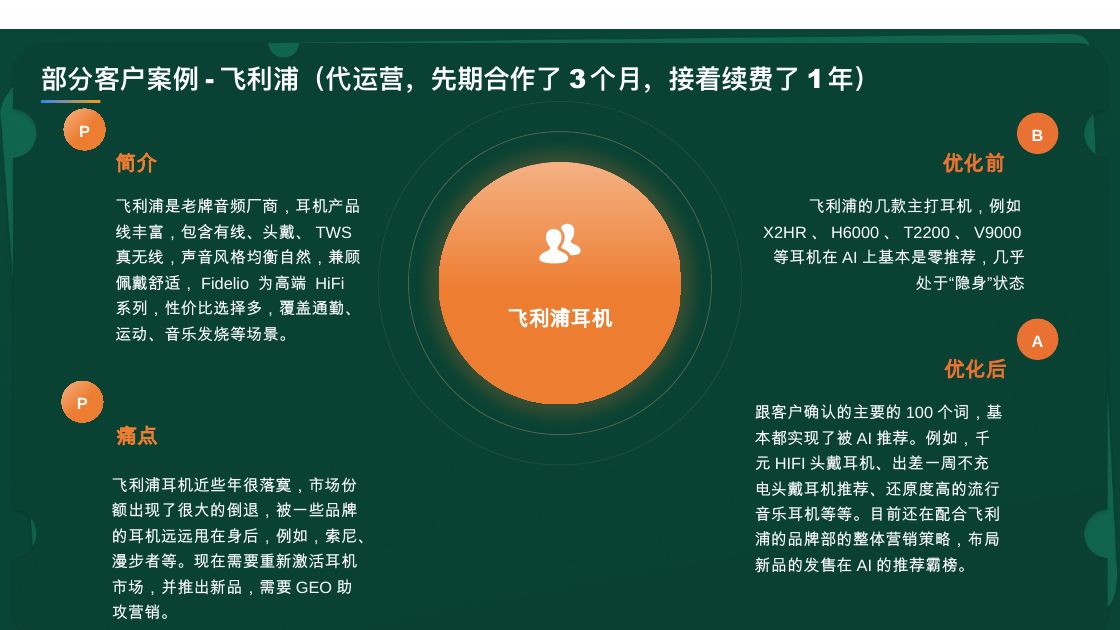 部分客户案例 - 飞利浦（代运营，先期合作了 3 个月，接着续费了 1 年）
P
简介
飞利浦是老牌音频厂商，耳机产品
线丰富，包含有线、头戴、 TWS
真无线，声音风格均衡自然，兼顾
佩戴舒适， Fidelio 为高端 HiFi
系列，性价比选择多，覆盖通勤、
运动、音乐发烧等场景。
P
痛点
飞利浦耳机近些年很落寞，市场份
额出现了很大的倒退，被一些品牌
的耳机远远甩在身后，例如，索尼、
漫步者等。现在需要重新激活耳机
市场，并推出新品，需要 GEO 助
攻营销。
飞利浦耳机
B
优化前
飞利浦的几款主打耳机，例如
X2HR 、 H6000 、 T2200 、 V9000
等耳机在 AI 上基本是零推荐，几乎
处于“隐身”状态
A
优化后
跟客户确认的主要的 100 个词，基
本都实现了被 AI 推荐。例如，千
元 HIFI 头戴耳机、出差一周不充
电头戴耳机推荐、还原度高的流行
音乐耳机等等。目前还在配合飞利
浦的品牌部的整体营销策略，布局
新品的发售在 AI 的推荐霸榜。